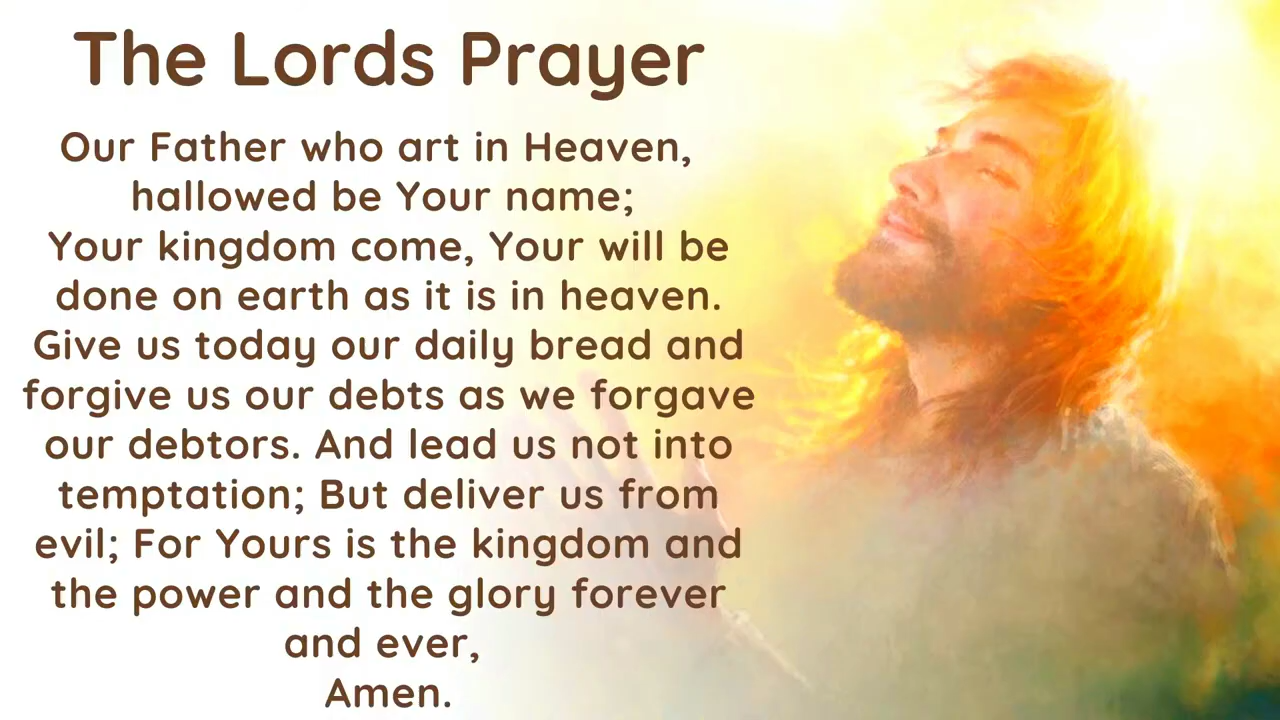 The Lords Prayer
Our Father who art in Heaven,
hallowed be Your name;
Your kingdom come, Your will be
done on earth as it is in heaven.
Give us today our daily bread and
forgive us our debts as we forgave
our debtors. And lead us not into
temptation; But deliver us from
evil; For Yours is the kingdom and
the power and the glory forever
and ever,
Amen.